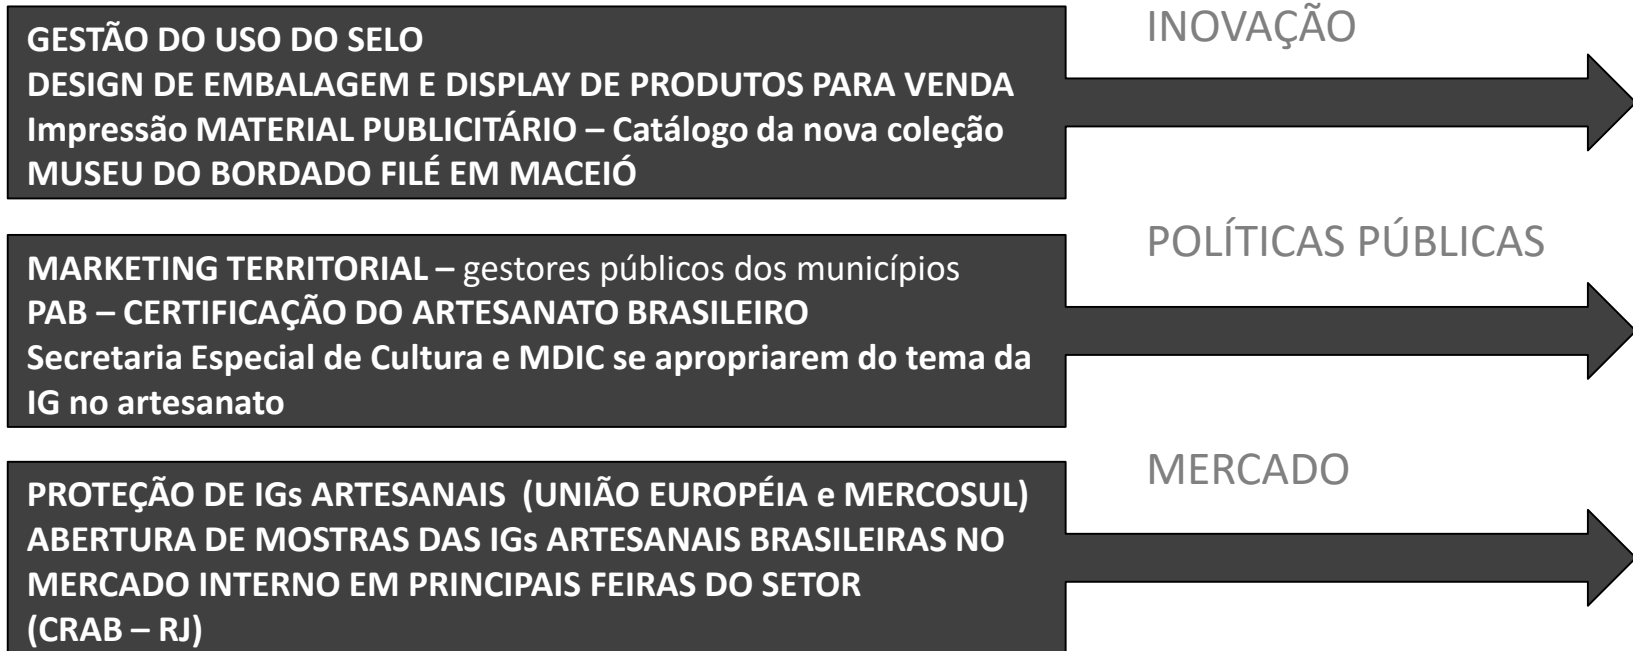 INOVAÇÃO
GESTÃO DO USO DO SELO
DESIGN DE EMBALAGEM E DISPLAY DE PRODUTOS PARA VENDA
Impressão MATERIAL PUBLICITÁRIO – Catálogo da nova coleção
MUSEU DO BORDADO FILÉ EM MACEIÓ
POLÍTICAS PÚBLICAS
MARKETING TERRITORIAL – gestores públicos dos municípios
PAB – CERTIFICAÇÃO DO ARTESANATO BRASILEIRO
Secretaria Especial de Cultura e MDIC se apropriarem do tema da
IG no artesanato
MERCADO
PROTEÇÃO DE IGs ARTESANAIS (UNIÃO EUROPÉIA e MERCOSUL)
ABERTURA DE MOSTRAS DAS IGs ARTESANAIS BRASILEIRAS NO
MERCADO INTERNO EM PRINCIPAIS FEIRAS DO SETOR
(CRAB – RJ)